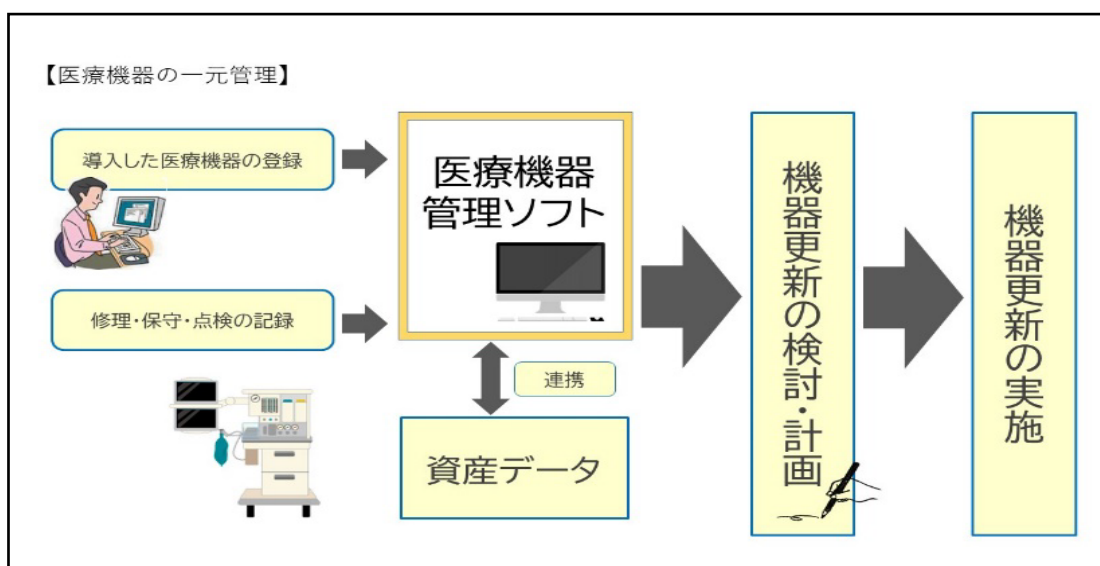 【医療機器の一元管理】
導入した医療機器の登録
修理・保守・点検の記録
医療機器
管理ソフト
連携
資産データ
機器更新の検討・計画
機器更新の実施